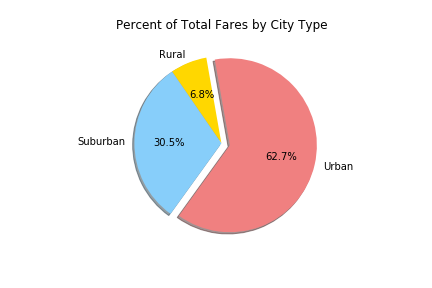 Percent of Total Fares by City Type
Rural
6.8%
Suburban
30.5%
62.7%
Urban